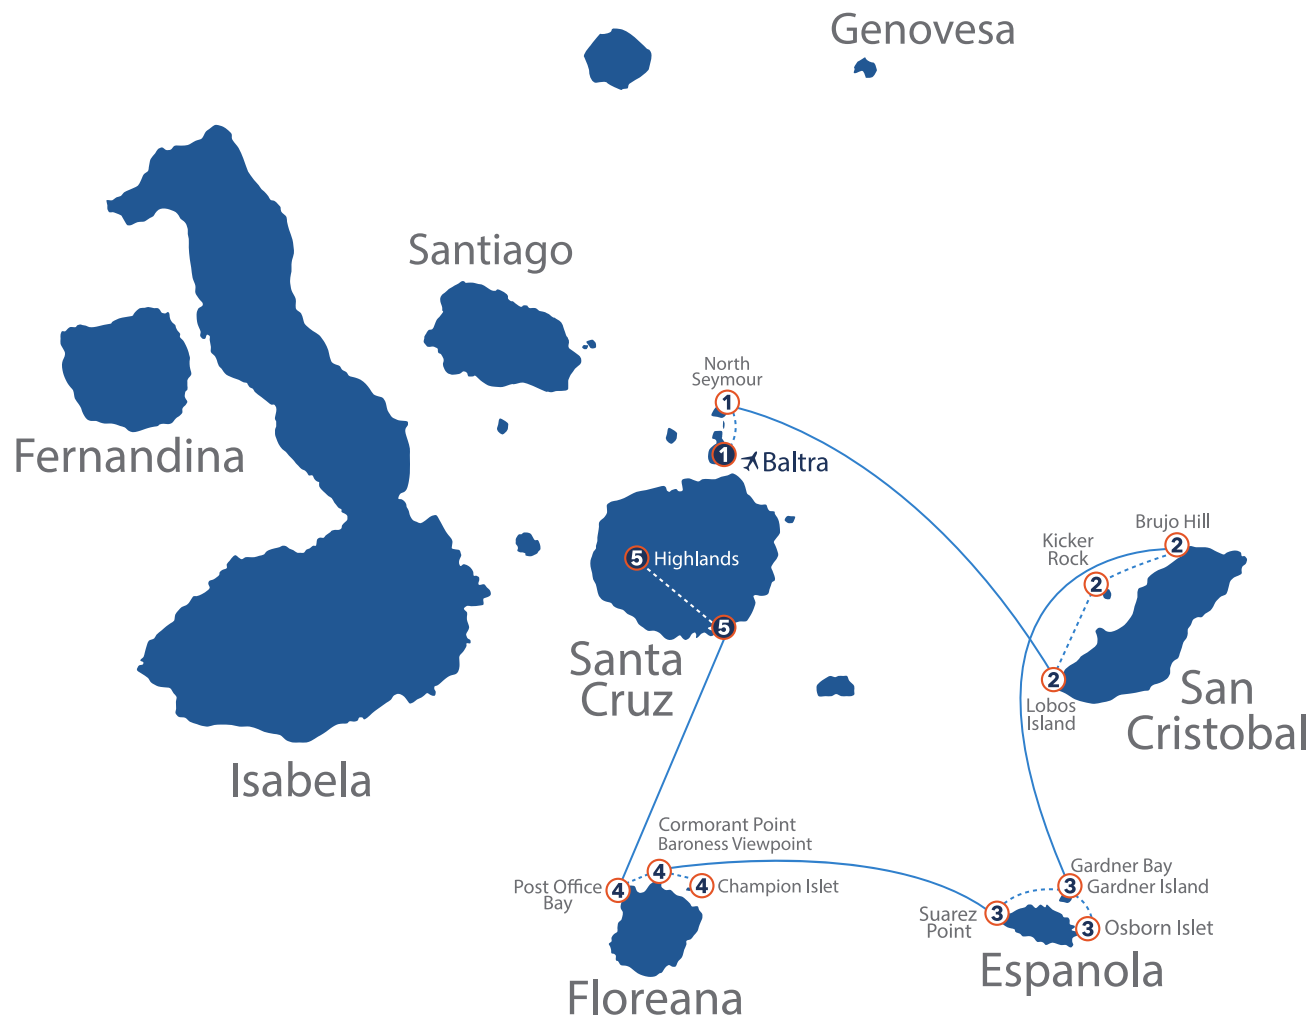 Genovesa
Santiago
North
Seymour
1
1
Baltra
Fernandina
Brujo Hill
2
Kicker
Rock
2
5
Highlands
5
Santa
Cruz
2
Lobos
Island
San
Cristobal
Isabela
Cormorant Point
Baroness Viewpoint
4
Post Office
Bay
4
4
Champion Islet
Gardner Bay
Gardner Island
3
Suarez
Point
3
3
Osborn Islet
Espanola
Floreana